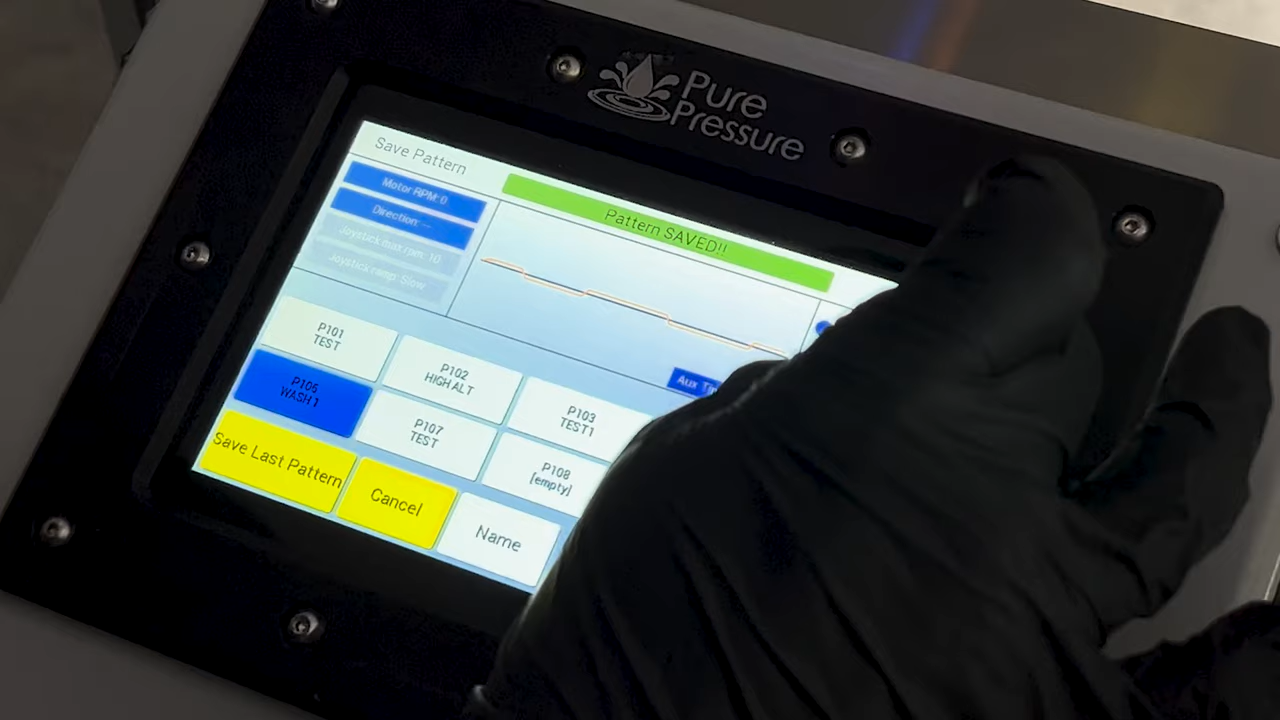 Pure
Pressure
Save Pattern
Motor RPM: 0
Direction: ---
Joystick max rpm: 10
Joystick ramp: Slow
Pattern SAVED!!
Aux
P101
TEST
P102
HIGH ALT
P103
TEST1
P106
WASH 1
P107
TEST
P108
[empty]
Save Last Pattern
Cancel
Name